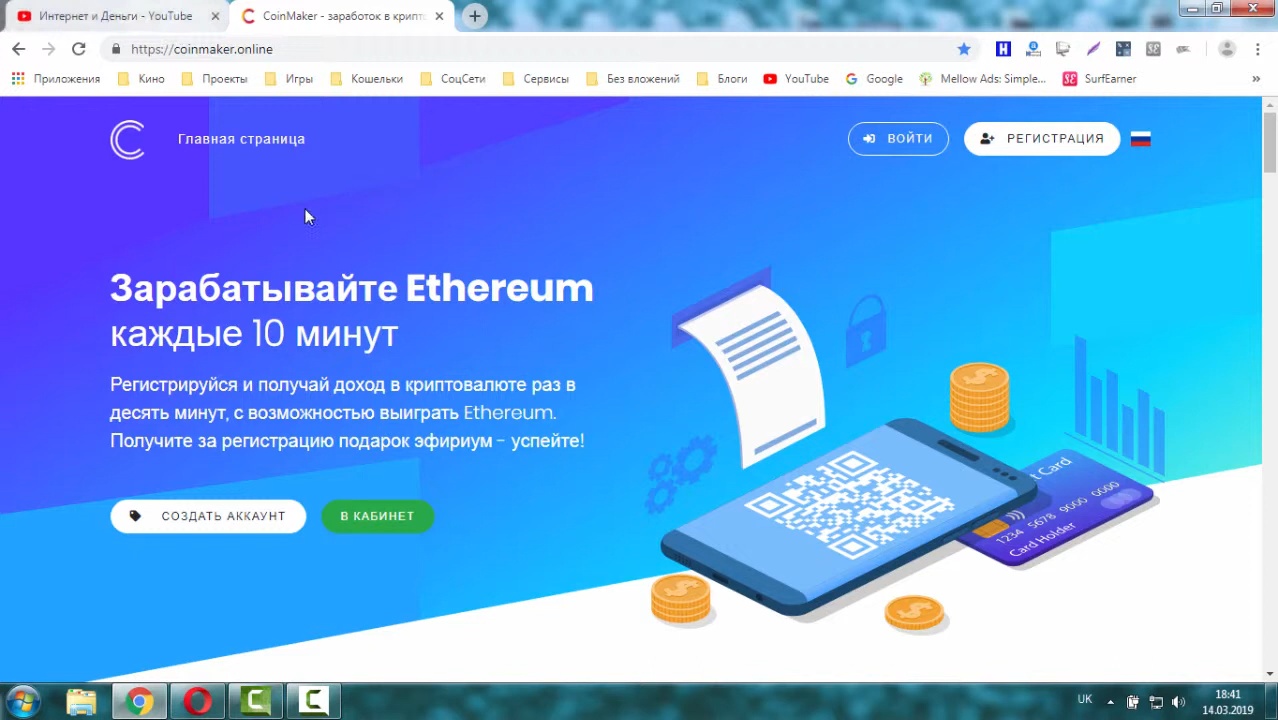 Интернет и Деньги - YouTube
CoinMaker - заработок в крипто
https://coinmaker.online
Приложения
Кино
Проекты
Игры
Кошельки
СоцСети
Сервисы
Без вложений
Блоги
YouTube
Google
Mellow Ads: Simple...
SurfEarner
Главная страница
ВОЙТИ
РЕГИСТРАЦИЯ
Зарабатывайте Ethereum
каждые 10 минут
Регистрируйся и получай доход в криптовалюте раз в
десять минут, с возможностью выиграть Ethereum.
Получите за регистрацию подарок эфириум - успейте!
СОЗДАТЬ АККАУНТ
В КАБИНЕТ
t Card
1234 5678 9000 0000
Card Holder
UK
18:41
14.03.2019